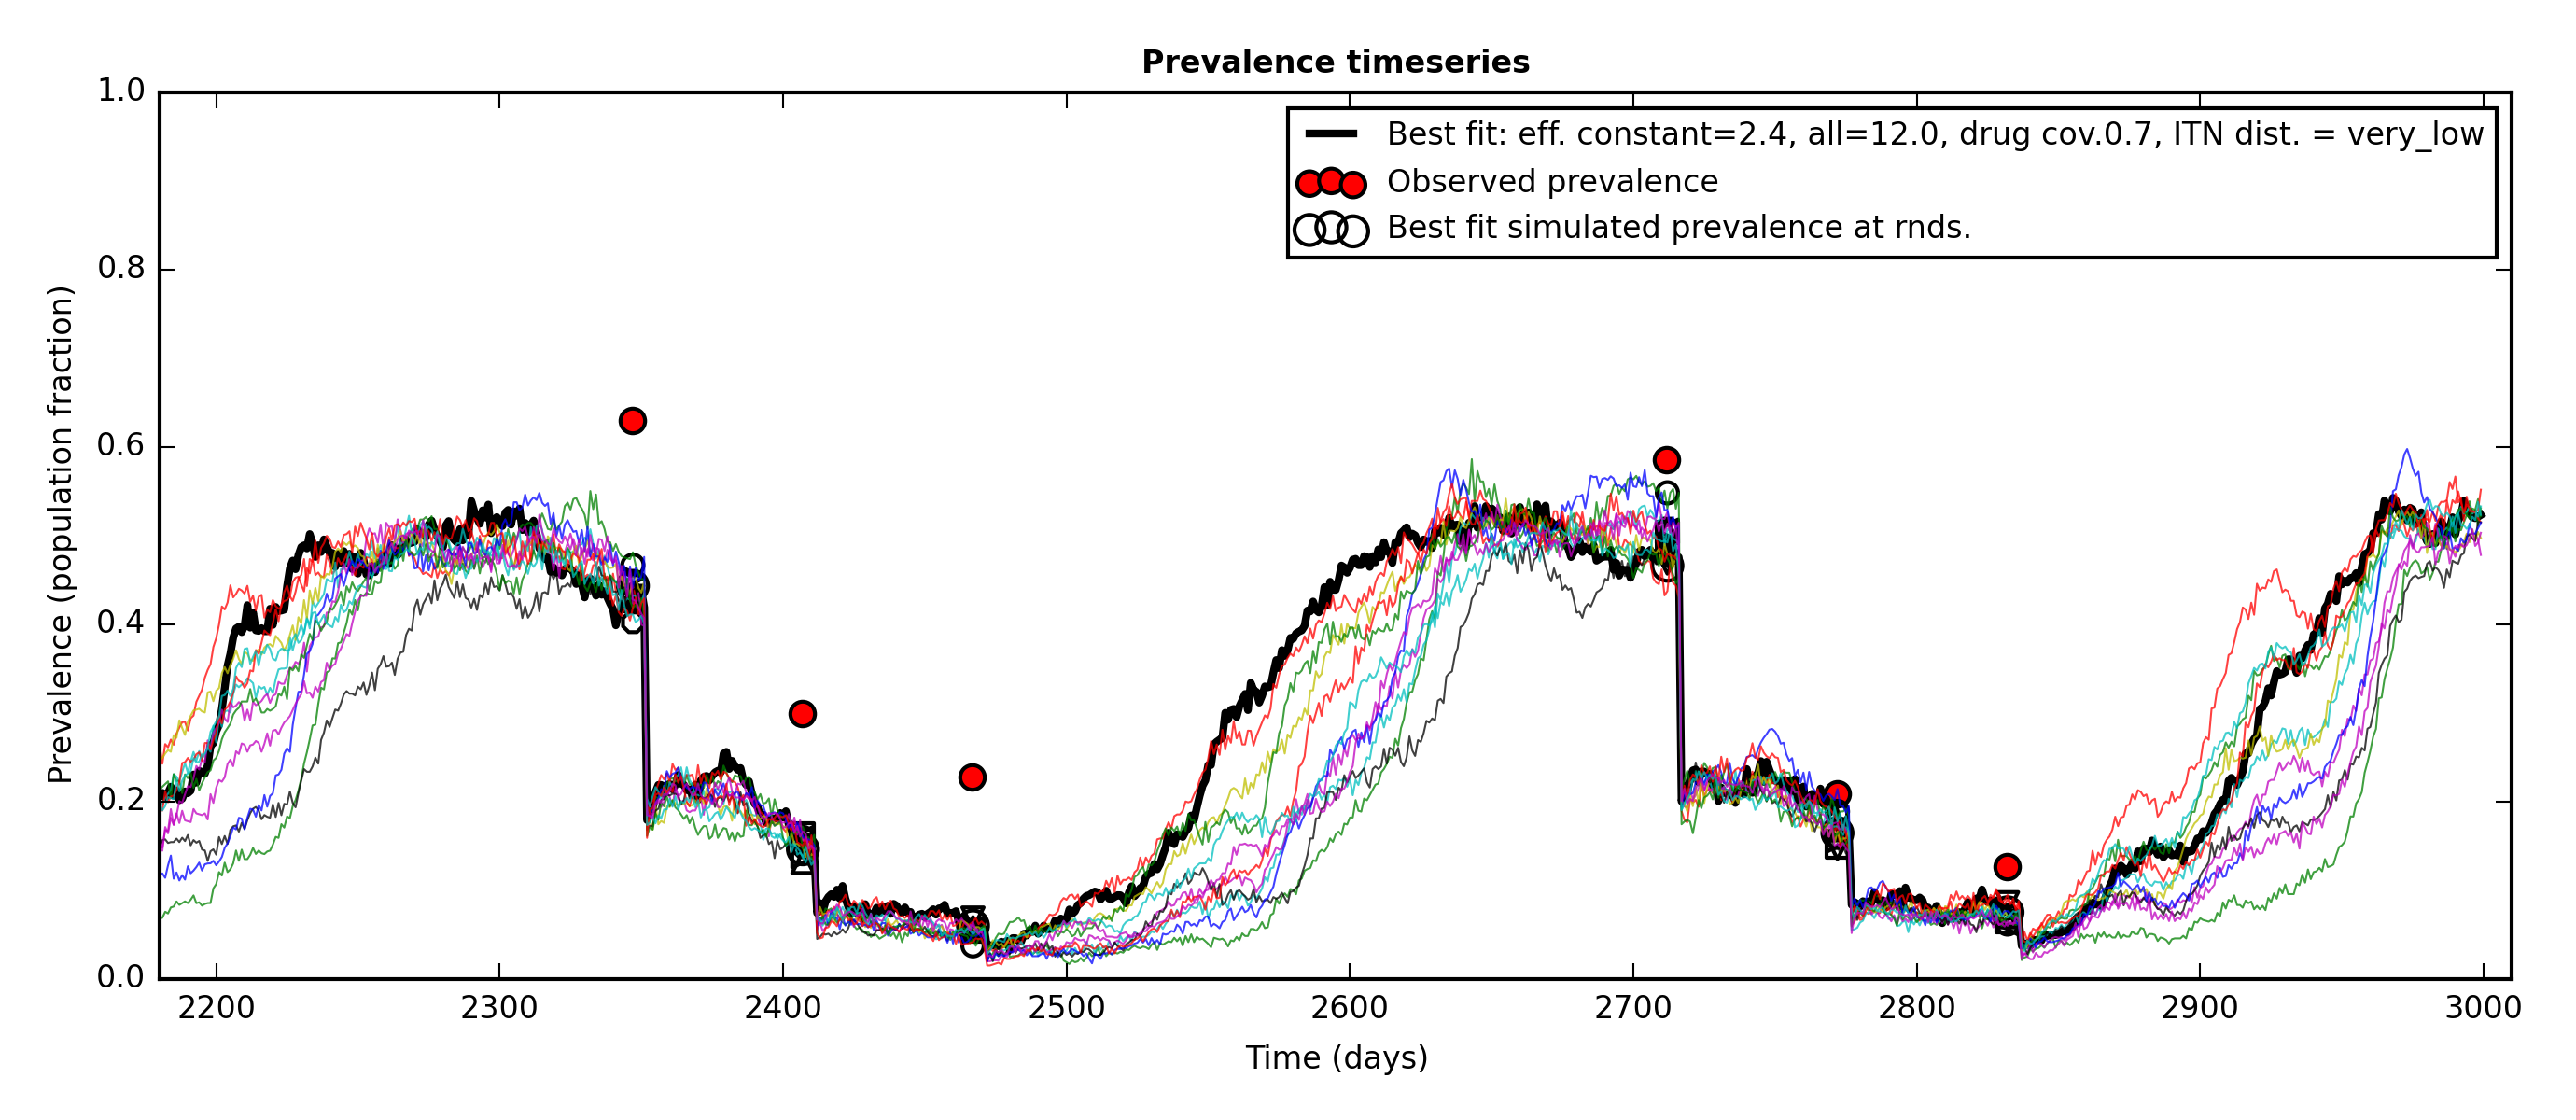 Prevalence timeseries
1.0
0.8
0.6
0.4
0.2
0.0
Prevalence (population fraction)
Best fit: eff. constant=2.4, all=12.0, drug cov.0.7, ITN dist. = very_low
Observed prevalence
Best fit simulated prevalence at rnds.
2200 2300 2400 2500 2600 2700 2800 2900 3000
Time (days)